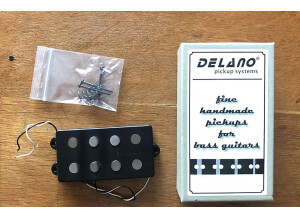 DELANO®
pickup systems
fine
handmade
pickups
for
bass guitars